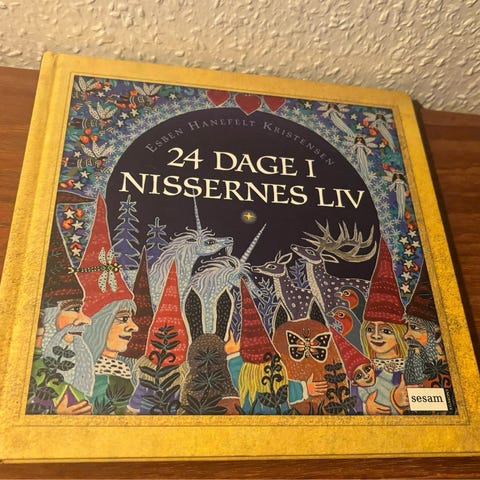 ESBEN HANEFELT KRISTENSEN
24 DAGE I
NISSERNES LIV
sesam